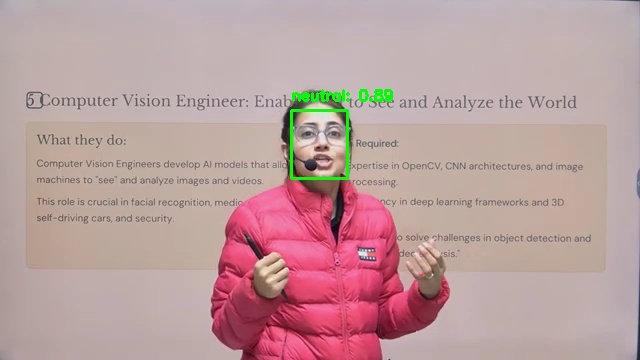 neutral: 0.89
5 Computer Vision Engineer: Enab to See and Analyze the World
What they do:
Computer Vision Engineers develop AI models that allo
machines to "see" and analyze images and videos.
This role is crucial in facial recognition, medic
self-driving cars, and security.
Required:
expertise in OpenCV, CNN architectures, and image
rocessing.
ncy in deep learning frameworks and 3D
o solve challenges in object detection and